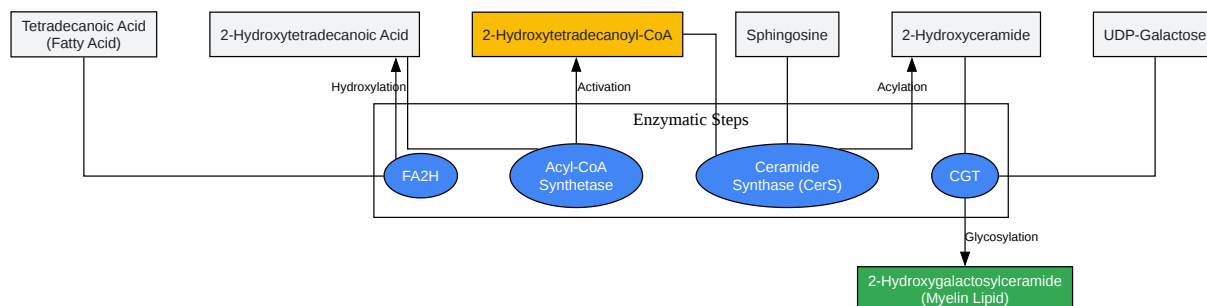 Tetradecanoic Acid
(Fatty Acid)
2-Hydroxytetradecanoic Acid
2-Hydroxytetradecanoyl-CoA
Sphingosine
2-Hydroxyceramide
UDP-Galactose
Hydroxylation
Activation
Acylation
Enzymatic Steps
FA2H
Acyl-CoA
Synthetase
Ceramide
Synthase (CerS)
CGT
Glycosylation
2-Hydroxygalactosylceramide
(Myelin Lipid)